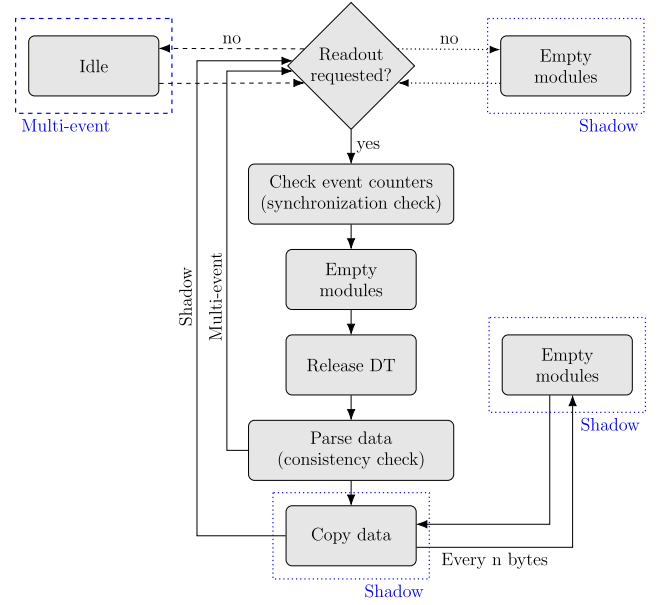 no
no
Idle
Readout
requested?
Empty
modules
Multi-event
Shadow
yes
Check event counters
(synchronization check)
Empty
modules
Shadow
Multi-event
Release DT
Empty
modules
Shadow
Parse data
(consistency check)
Copy data
Every n bytes
Shadow